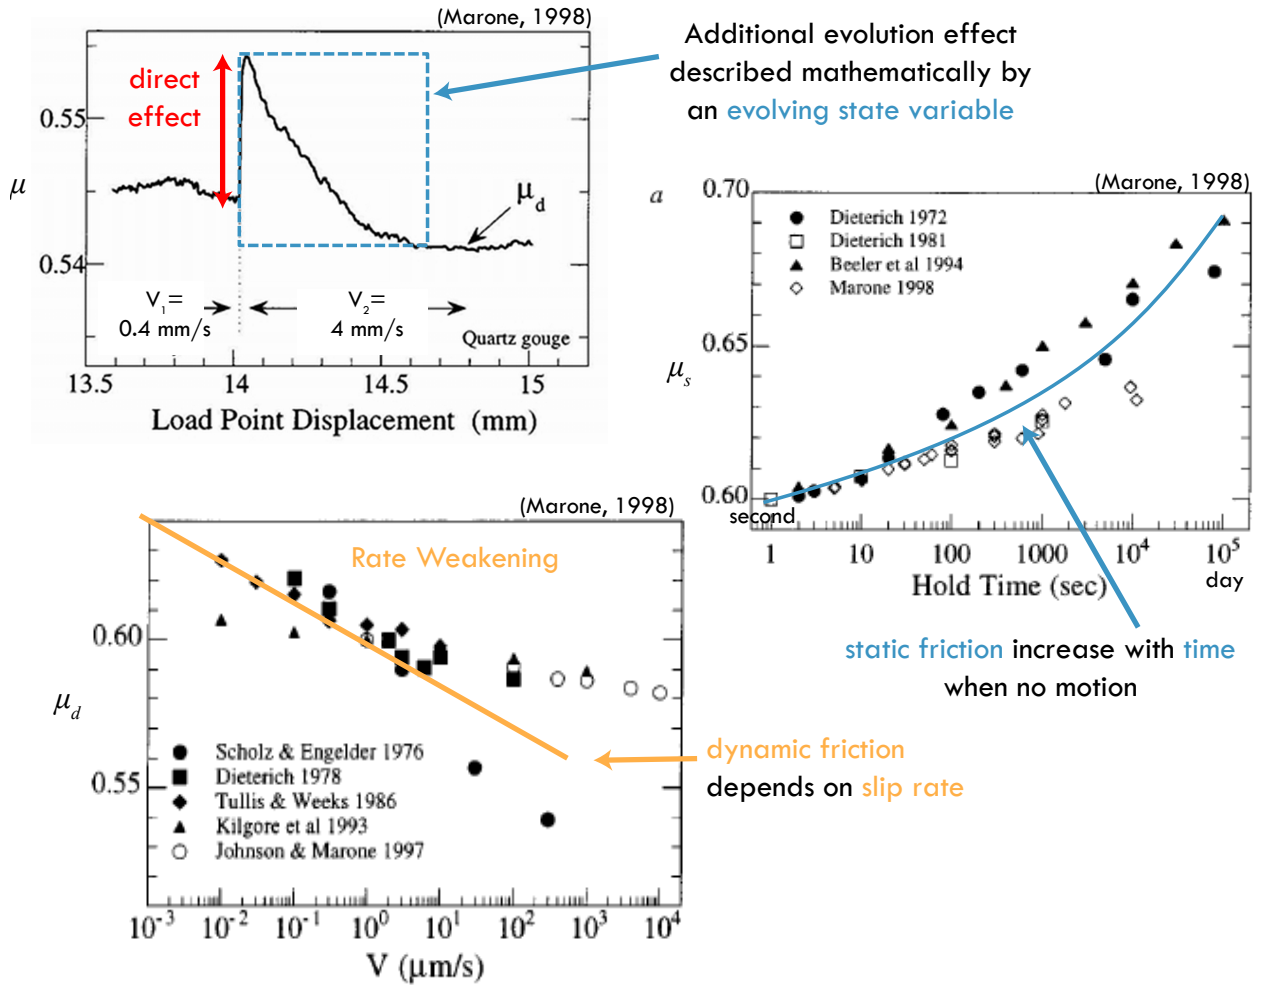 (Marone, 1998)
direct
effect
0.55
μ
0.54
μd
V1=
0.4 mm/s
V2=
4 mm/s
Quartz gouge
13.5
14
14.5
15
Load Point Displacement (mm)
Additional evolution effect
described mathematically by
an evolving state variable
(Marone, 1998)
a
0.70
Dieterich 1972
Dieterich 1981
Beeler et al 1994
Marone 1998
0.65
μs
0.60
second
1
10
100
1000
10^4
10^5
day
Hold Time (sec)
static friction increase with time
when no motion
(Marone, 1998)
Rate Weakening
0.60
μd
0.55
Scholz & Engelder 1976
Dieterich 1978
Tullis & Weeks 1986
Kilgore et al 1993
Johnson & Marone 1997
10^-3
10^-2
10^-1
10^0
10^1
10^2
10^3
10^4
V (μm/s)
dynamic friction
depends on slip rate